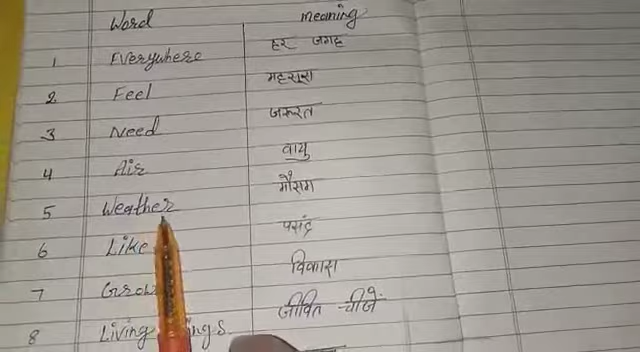 Word meaning
1 Everywhere हर जगह
2 Feel महसूस
3 Need जरूरत
4 Air वायु
5 Weather मौसम
6 Like पसंद
7 विकास
8 Living जीवित चीजें